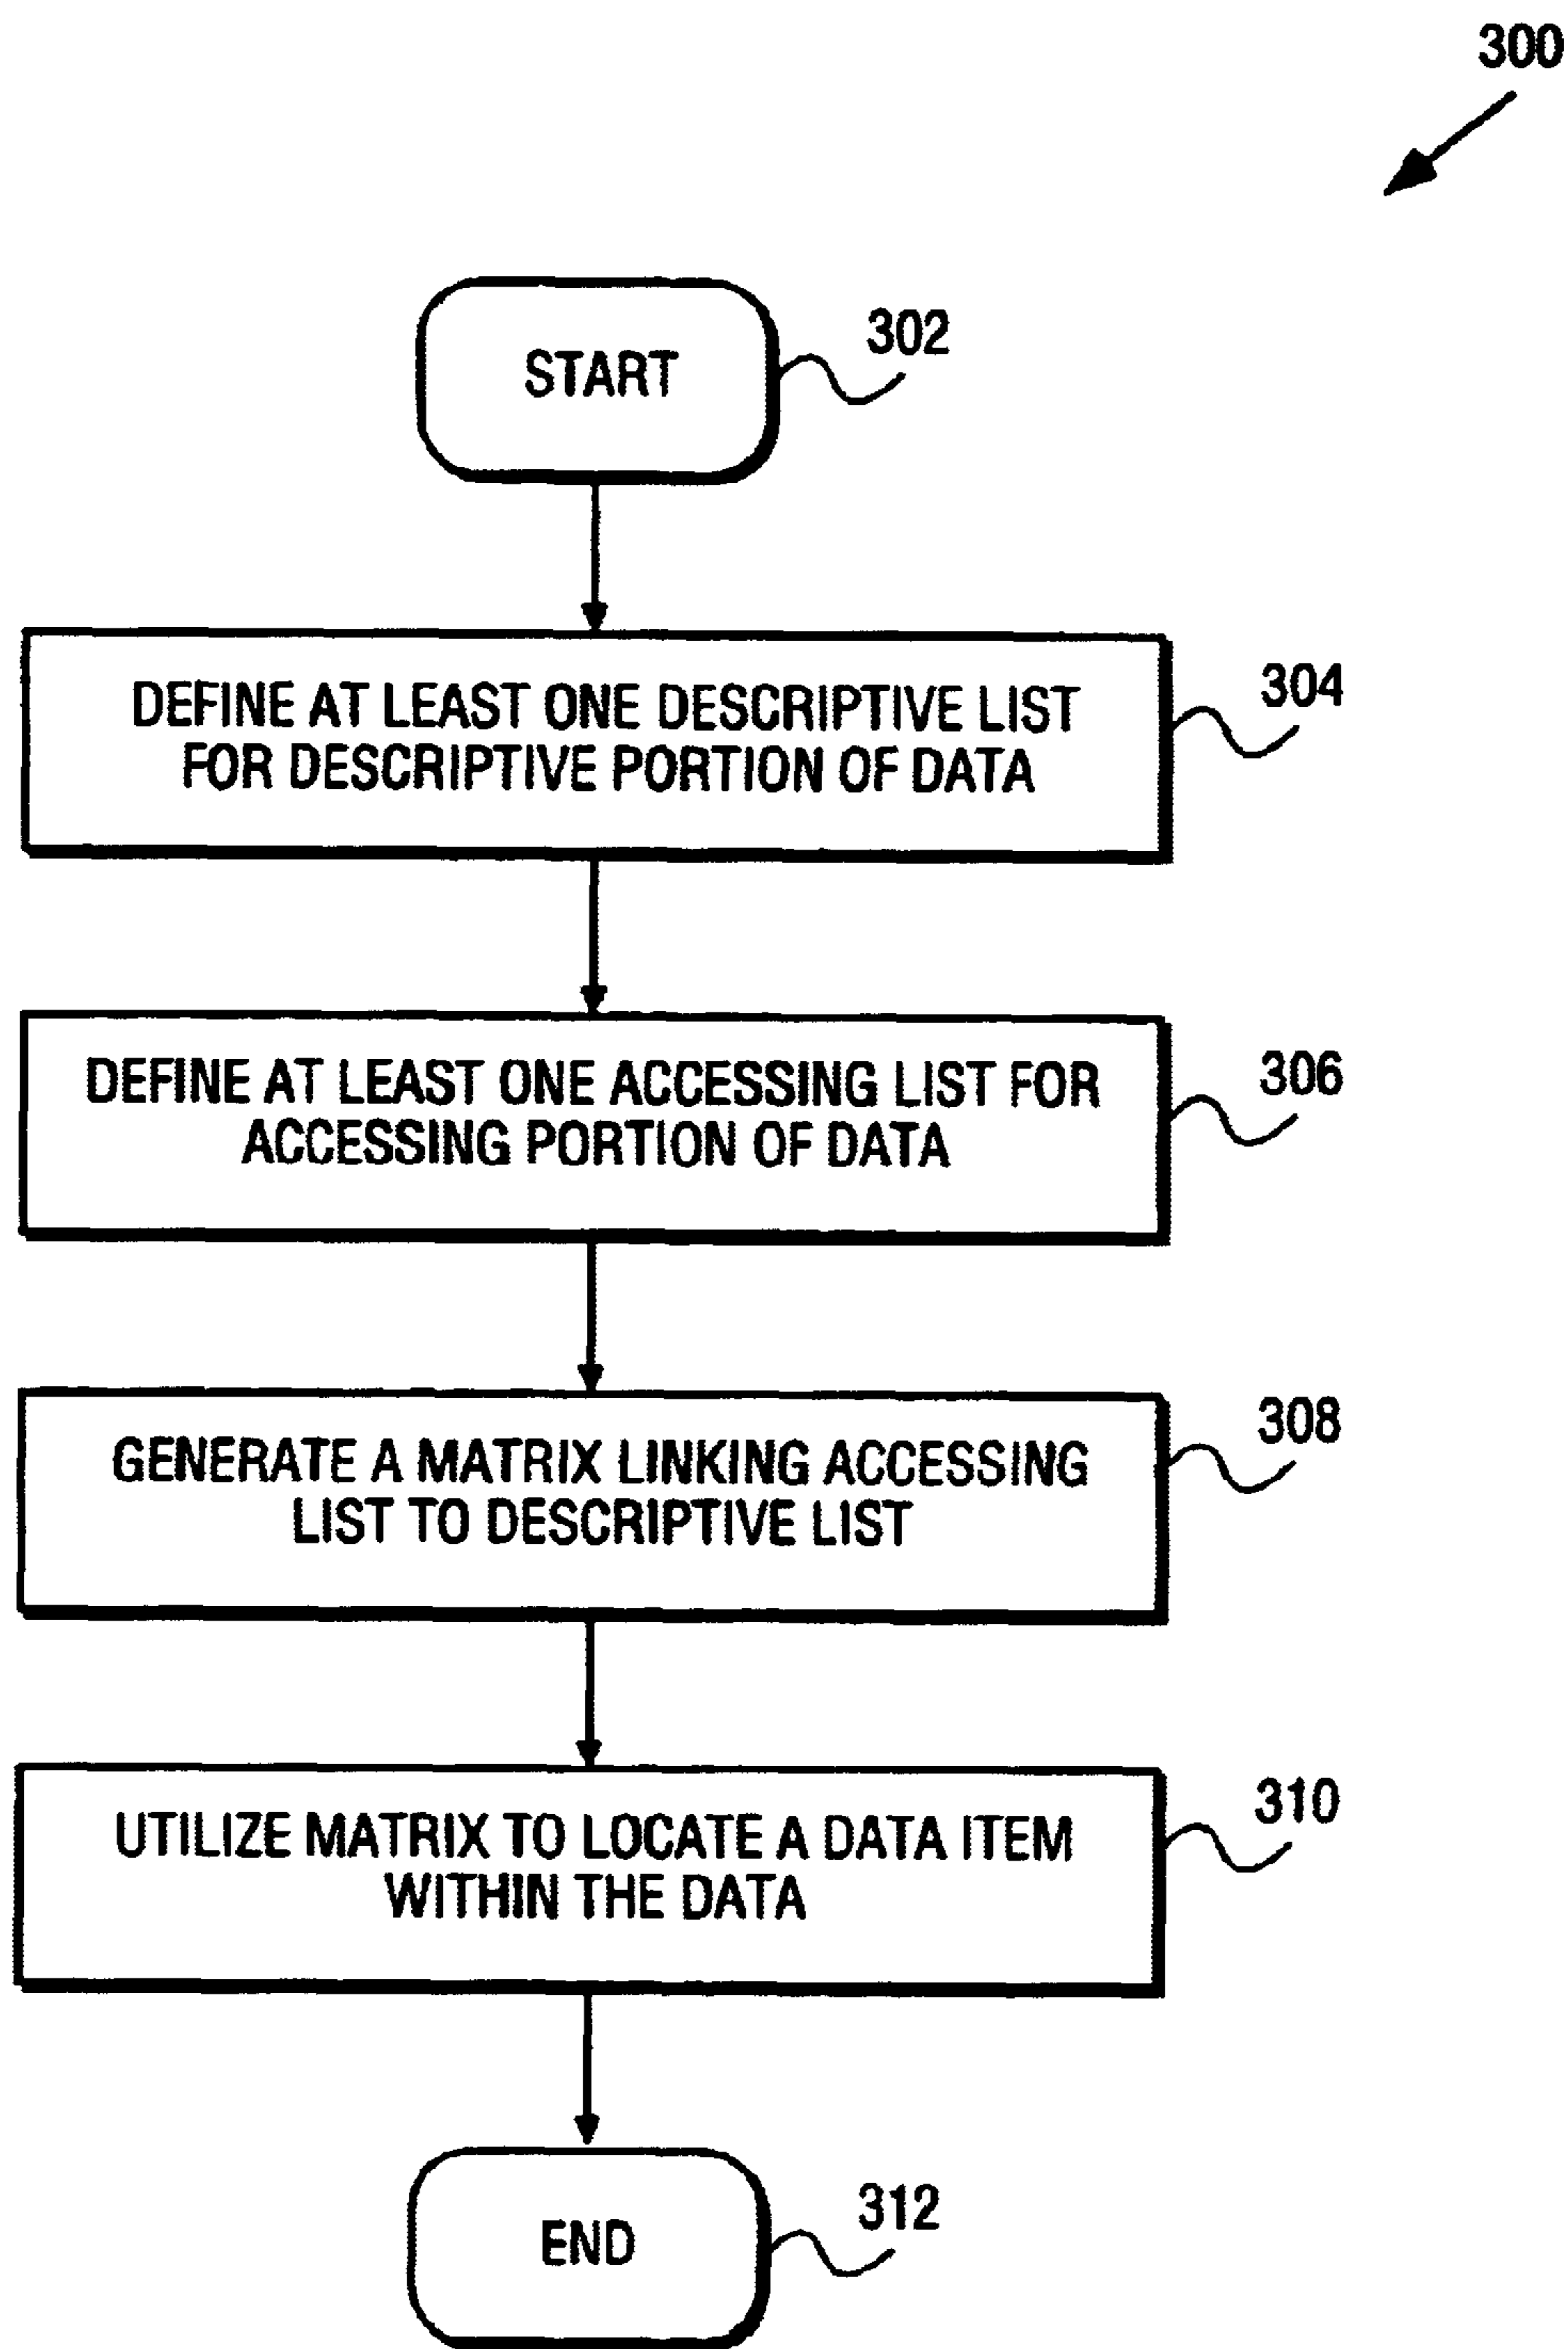 300
START
302
DEFINE AT LEAST ONE DESCRIPTIVE LIST
FOR DESCRIPTIVE PORTION OF DATA
304
DEFINE AT LEAST ONE ACCESSING LIST FOR
ACCESSING PORTION OF DATA
306
GENERATE A MATRIX LINKING ACCESSING
LIST TO DESCRIPTIVE LIST
308
UTILIZE MATRIX TO LOCATE A DATA ITEM
WITHIN THE DATA
310
END
312